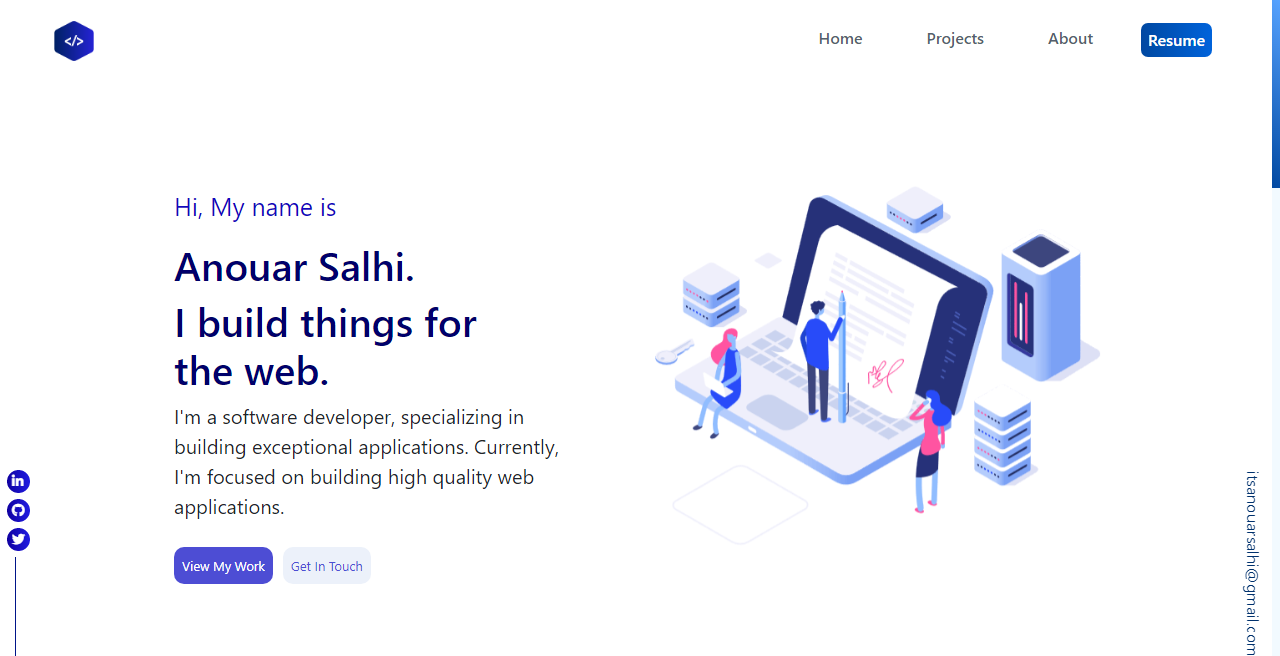 </>
Home Projects About Resume
Hi, My name is
Anouar Salhi.
I build things for
the web.
I'm a software developer, specializing in
building exceptional applications. Currently,
I'm focused on building high quality web
applications.
in
View My Work Get In Touch
itsanouarsalhi@gmail.com